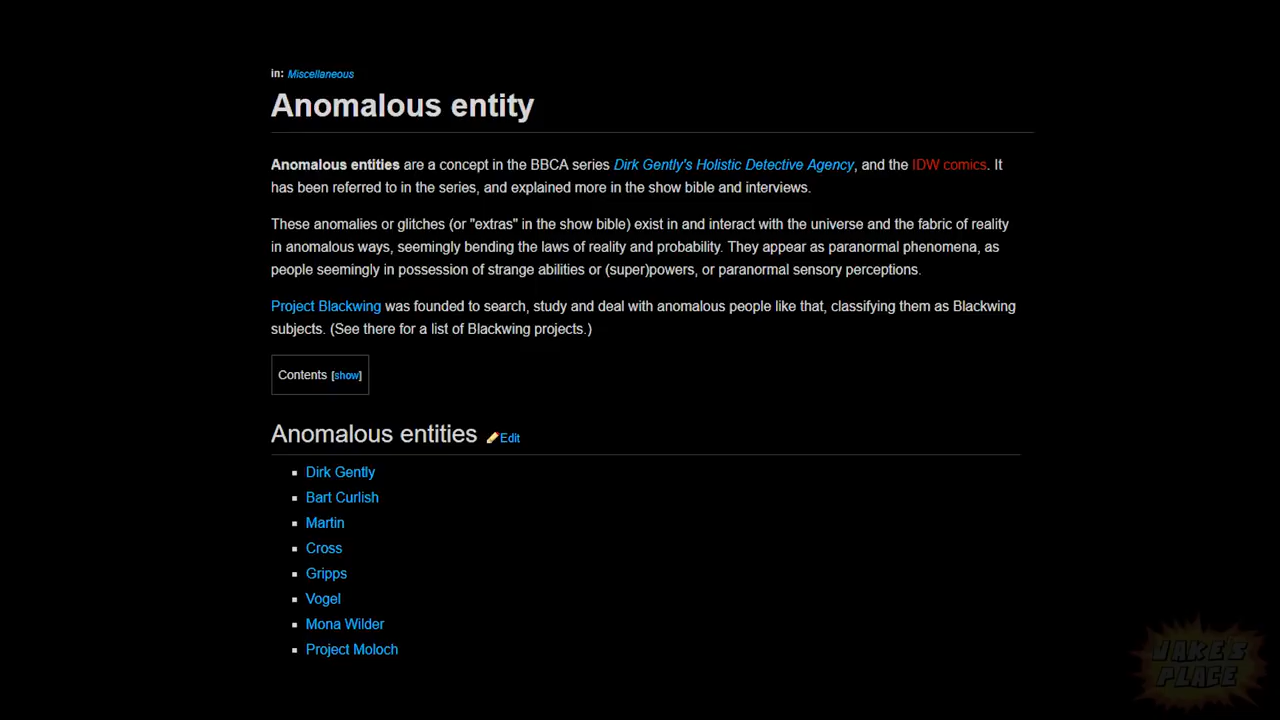 in: Miscellaneous
Anomalous entity
Anomalous entities are a concept in the BBCA series Dirk Gently's Holistic Detective Agency, and the IDW comics. It
has been referred to in the series, and explained more in the show bible and interviews.
These anomalies or glitches (or "extras" in the show bible) exist in and interact with the universe and the fabric of reality
in anomalous ways, seemingly bending the laws of reality and probability. They appear as paranormal phenomena, as
people seemingly in possession of strange abilities or (super)powers, or paranormal sensory perceptions.
Project Blackwing was founded to search, study and deal with anomalous people like that, classifying them as Blackwing
subjects. (See there for a list of Blackwing projects.)
Contents [show]
Anomalous entities Edit
Dirk Gently
Bart Curlish
Martin
Cross
Gripps
Vogel
Mona Wilder
Project Moloch
JAKE'S
PLACE